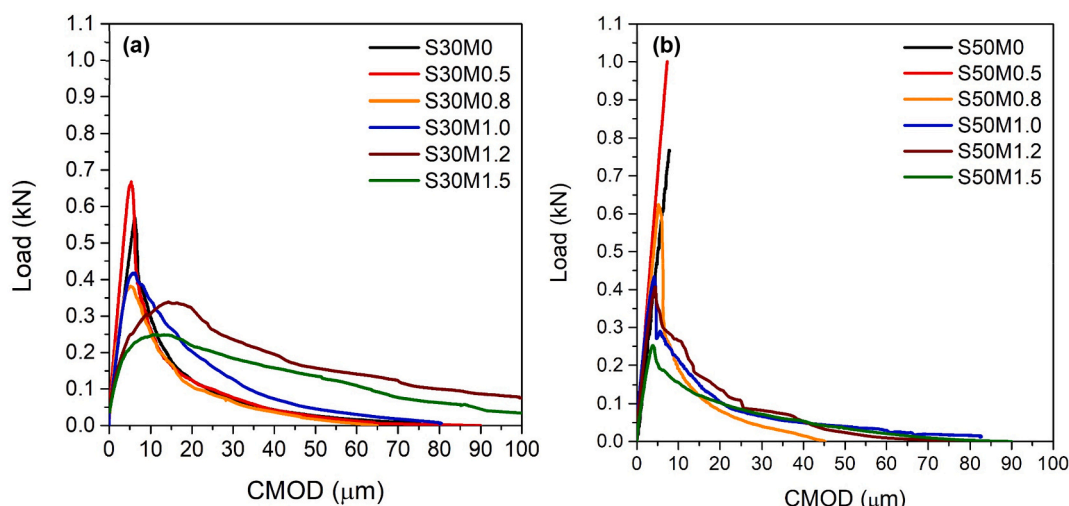 (a)
S30M0
S30M0.5
S30M0.8
S30M1.0
S30M1.2
S30M1.5
Load (kN)
1.1
1.0
0.9
0.8
0.7
0.6
0.5
0.4
0.3
0.2
0.1
0.0
0 10 20 30 40 50 60 70 80 90 100
CMOD (μm)
(b)
S50M0
S50M0.5
S50M0.8
S50M1.0
S50M1.2
S50M1.5
Load (kN)
1.1
1.0
0.9
0.8
0.7
0.6
0.5
0.4
0.3
0.2
0.1
0.0
0 10 20 30 40 50 60 70 80 90 100
CMOD (μm)